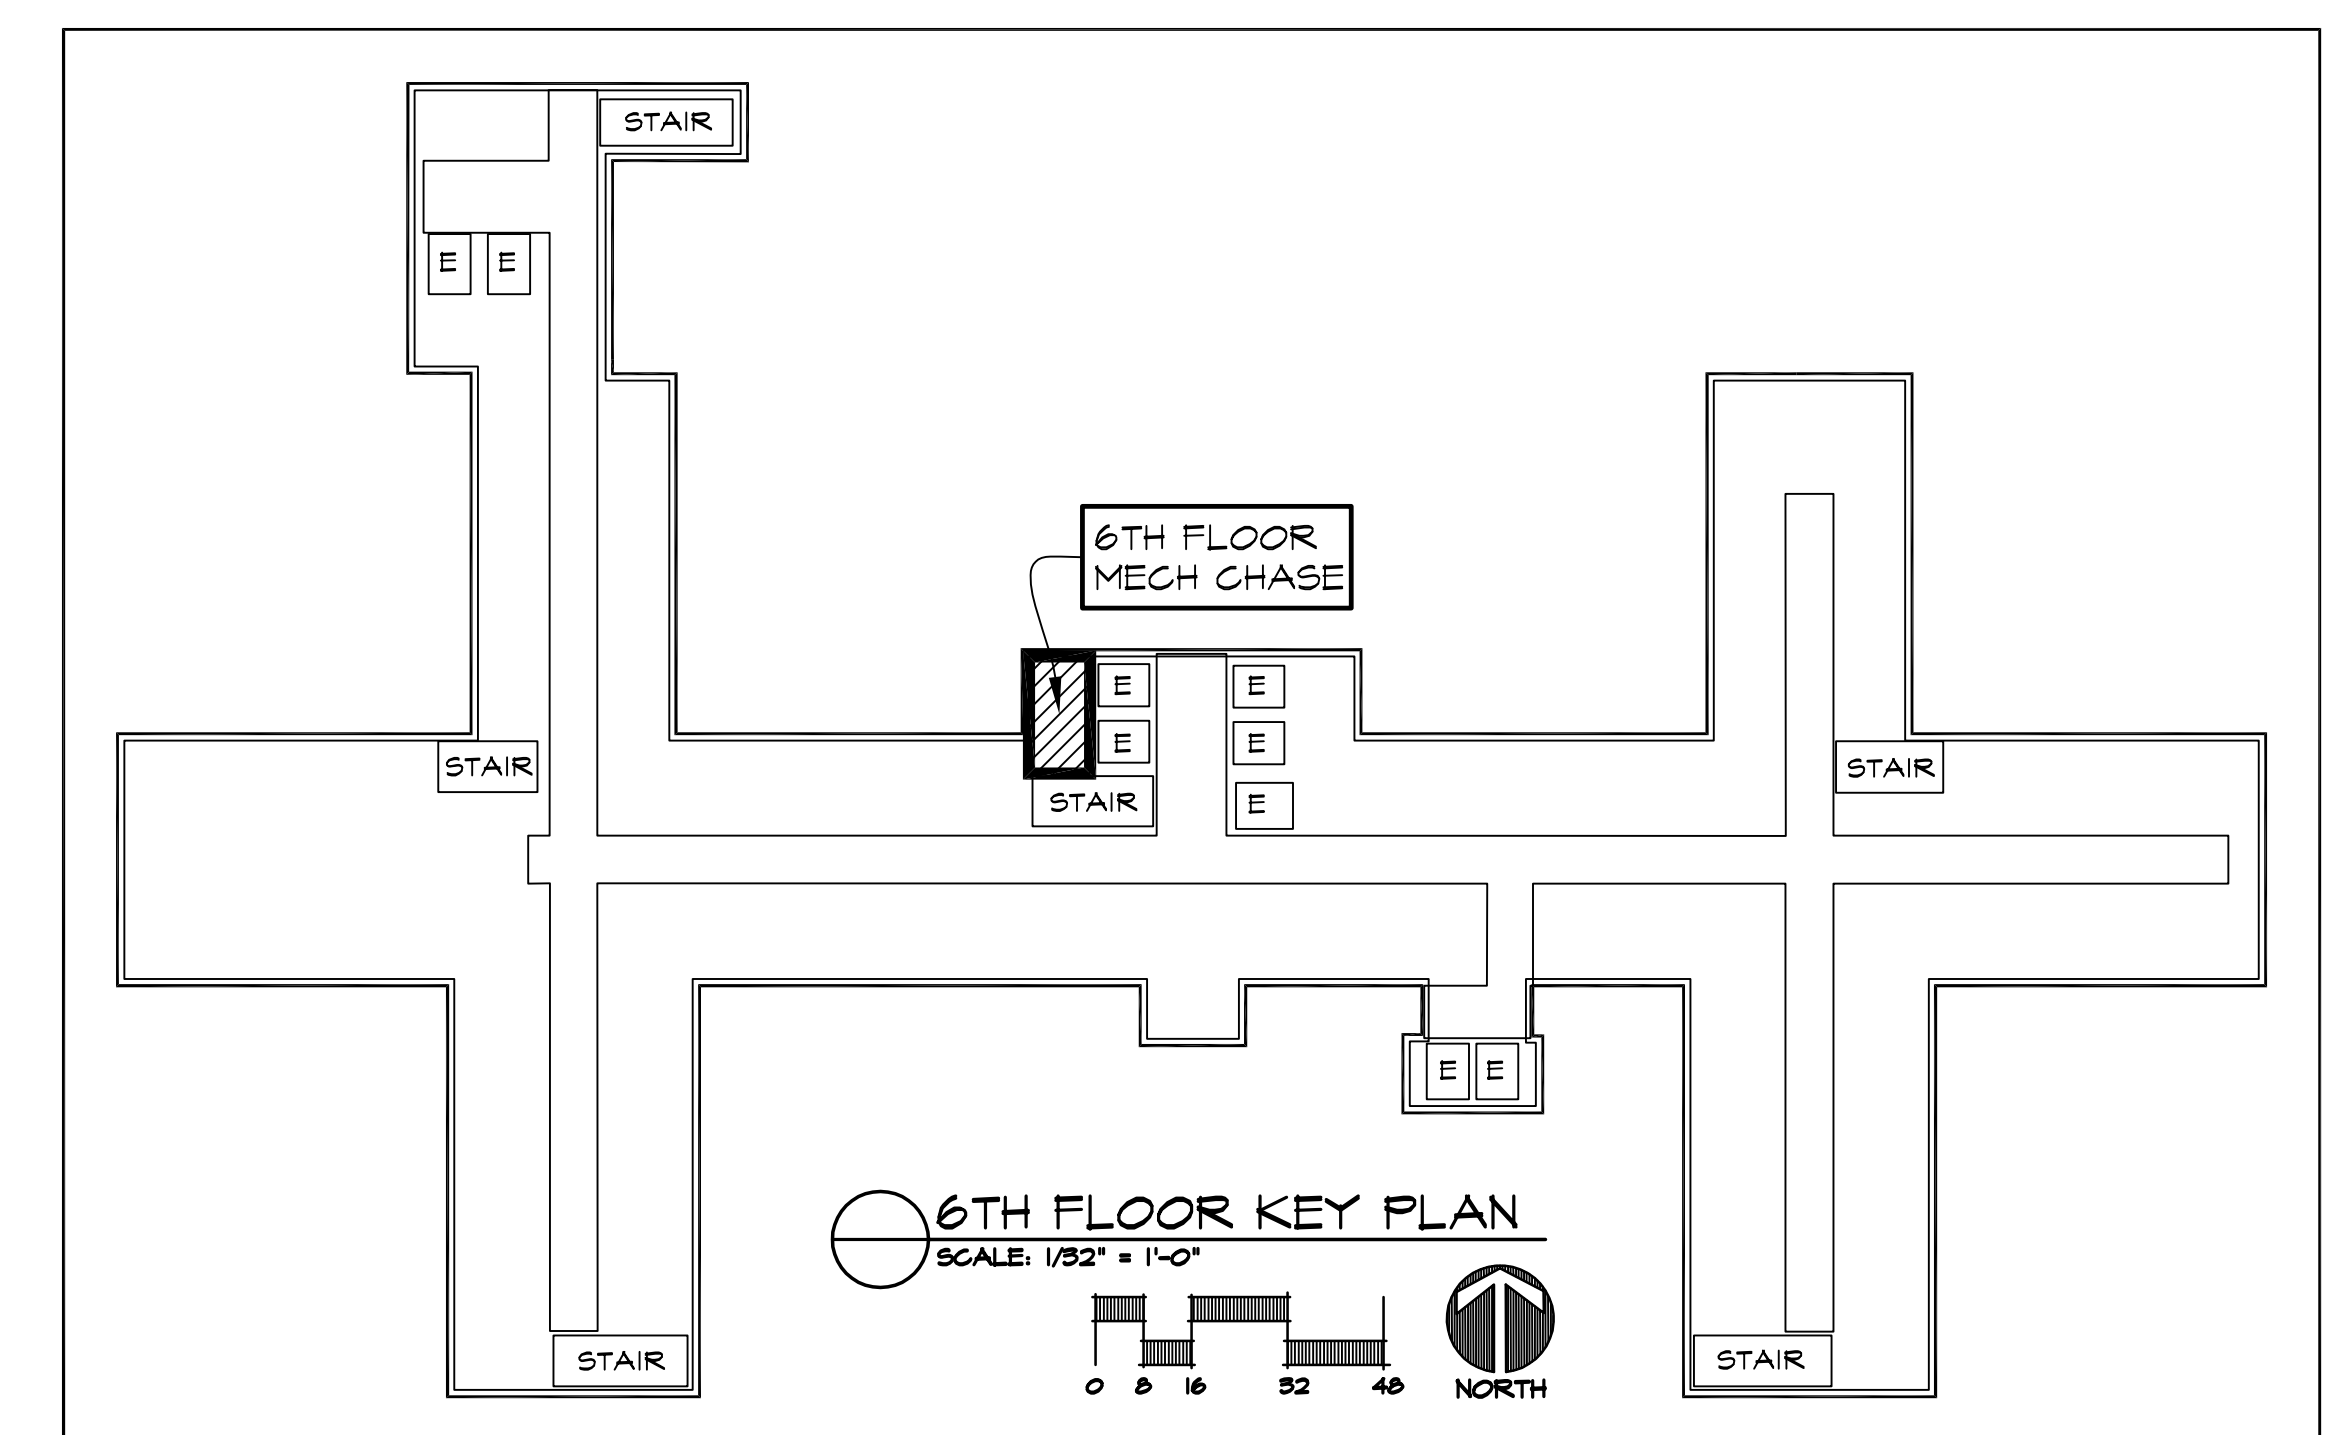 STAIR
E E
6TH FLOOR
MECH CHASE
E E
E E
STAIR
STAIR
STAIR
E
E E
6TH FLOOR KEY PLAN
SCALE: 1/32" = 1'-0"
0 8 16 32 48
NORTH
STAIR
STAIR